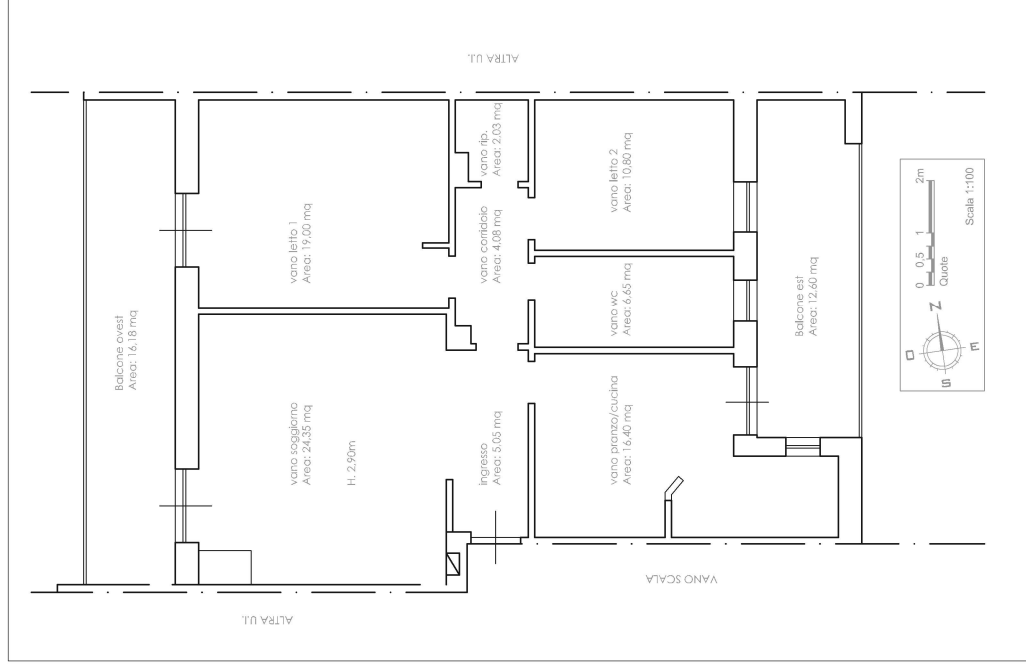 ALTRA U.I.
Balcone ovest
Area: 16,18 mq
vano letto 1
Area: 19,00 mq
vano rip.
Area: 2,03 mq
vano corridoio
Area: 4,08 mq
vano letto 2
Area: 10,80 mq
vano wc
Area: 6,65 mq
Balcone est
Area: 12,60 mq
vano soggiorno
Area: 24,35 mq
H. 2,90m
ingresso
Area: 5,05 mq
vano pranzo/cucina
Area: 16,40 mq
ALTRA U.I.
VANO SCALA
0 0,5 1 2m
Quote
Scala 1:100
N
O
E
S